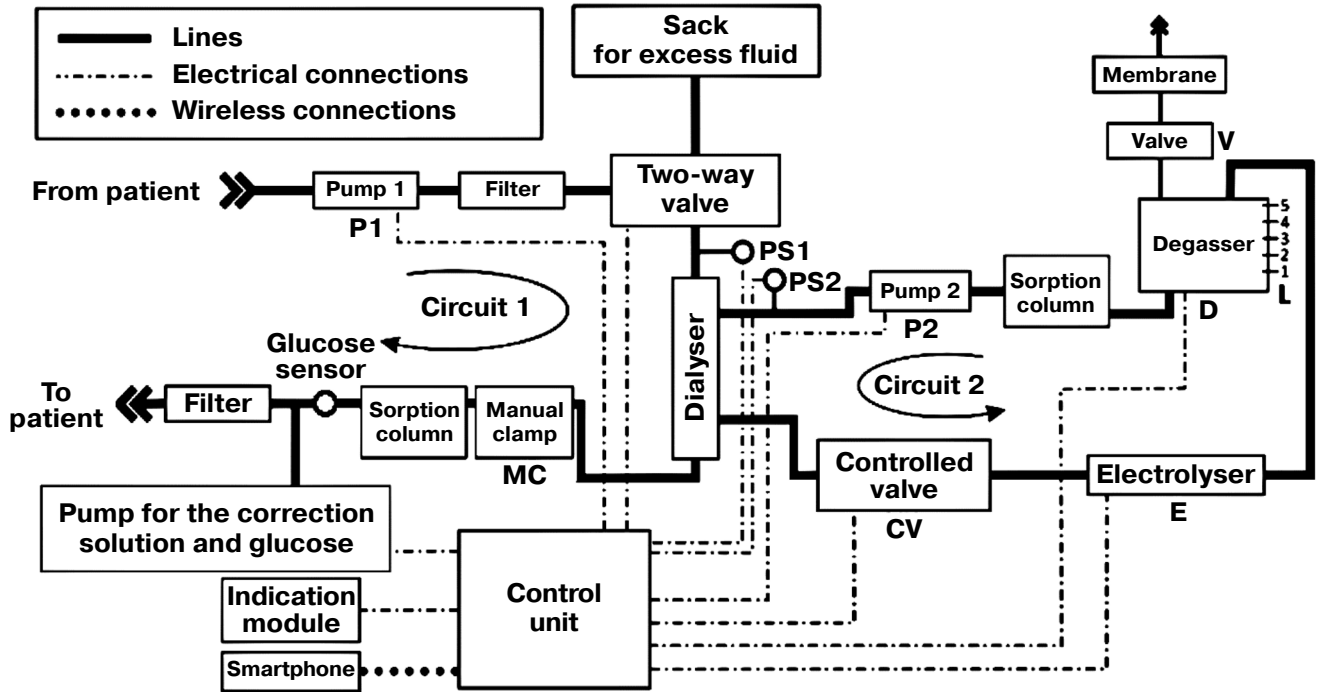 Lines
Electrical connections
Wireless connections
Sack
for excess fluid
Membrane
Valve
V
From patient
Pump 1
P1
Filter
Two-way
valve
Degasser
5
4
3
2
1
L
D
PS1
PS2
Pump 2
P2
Sorption
column
Circuit 1
Dialyser
Circuit 2
Glucose
sensor
To
patient
Filter
Sorption
column
Manual
clamp
MC
Controlled
valve
CV
Electrolyser
E
Pump for the correction
solution and glucose
Control
unit
Indication
module
Smartphone